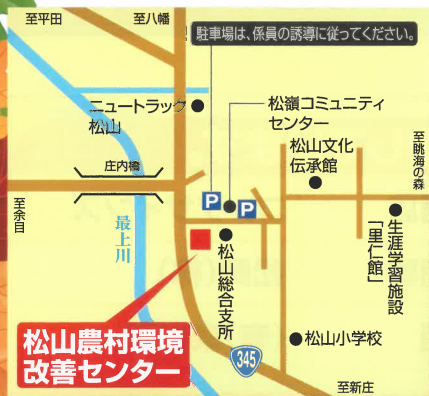 至平田
至八幡
駐車場は、係員の誘導に従ってください。
ニュートラック
松山
松嶺コミュニティ
センター
松山文化
伝承館
至眺海の森
庄内橋
P
P
至余目
最上川
松山総合支所
生涯学習施設
「里仁館」
松山農村環境
改善センター
松山小学校
345
至新庄